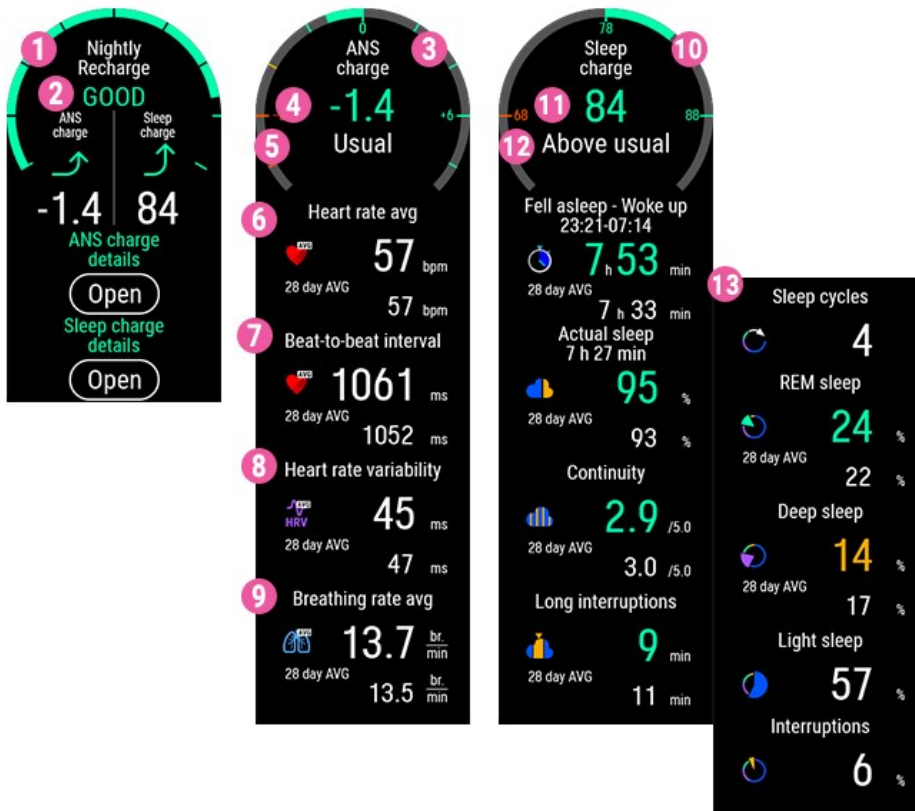 1
Nightly
Recharge
2
GOOD
ANS
charge
Sleep
charge
-1.4
84
ANS charge
details
Open
Sleep charge
details
Open
0
3
ANS
charge
4
-1.4
+6
5
Usual
6
Heart rate avg
AVG
57 bpm
28 day AVG
57 bpm
7
Beat-to-beat interval
AVG
1061 ms
28 day AVG
1052 ms
8
Heart rate variability
AVG
HRV
45 ms
28 day AVG
47 ms
9
Breathing rate avg
AVG
13.7 br.
min
28 day AVG
13.5 br.
min
78
10
Sleep
charge
11
84
68
88
12
Above usual
Fell asleep - Woke up
23:21-07:14
7 h 53 min
28 day AVG
7 h 33 min
Actual sleep
7 h 27 min
95 %
28 day AVG
93 %
Continuity
2.9 /5.0
28 day AVG
3.0 /5.0
Long interruptions
9 min
28 day AVG
11 min
13
Sleep cycles
4
REM sleep
24 %
28 day AVG
22 %
Deep sleep
14 %
28 day AVG
17 %
Light sleep
57 %
Interruptions
6 %